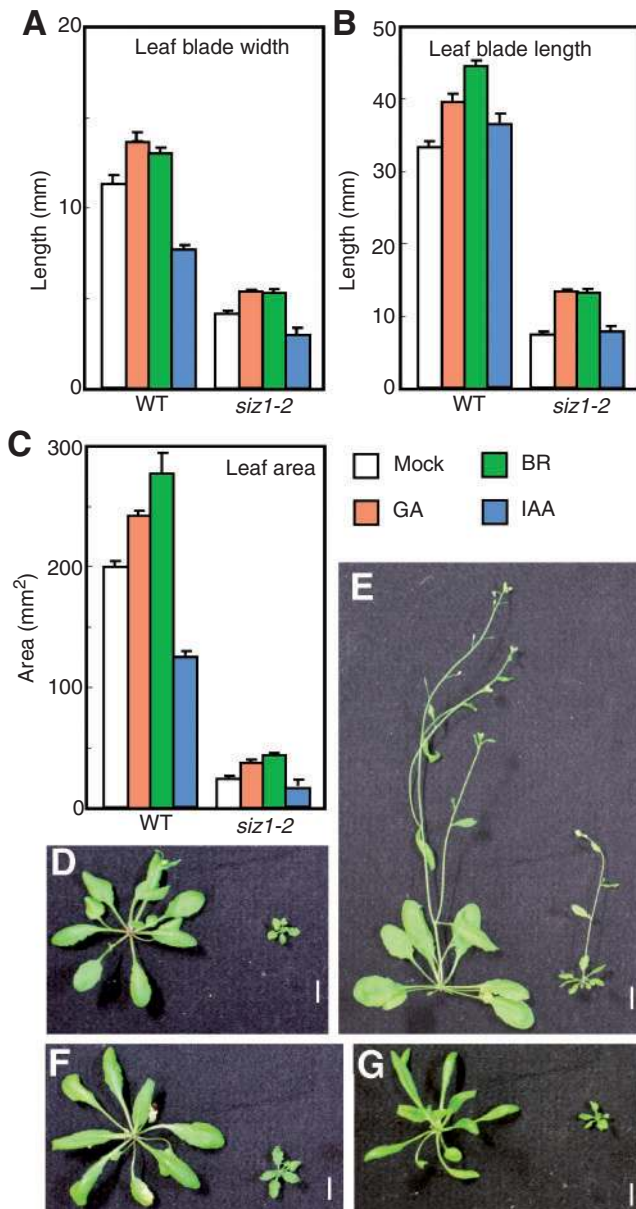 A
Leaf blade width
20
10
0
Length (mm)
WT
siz1-2
B
Leaf blade length
50
40
30
20
10
0
Length (mm)
WT
siz1-2
C
Leaf area
300
200
100
0
Area (mm²)
WT
siz1-2
Mock
BR
GA
IAA
D
E
F
G